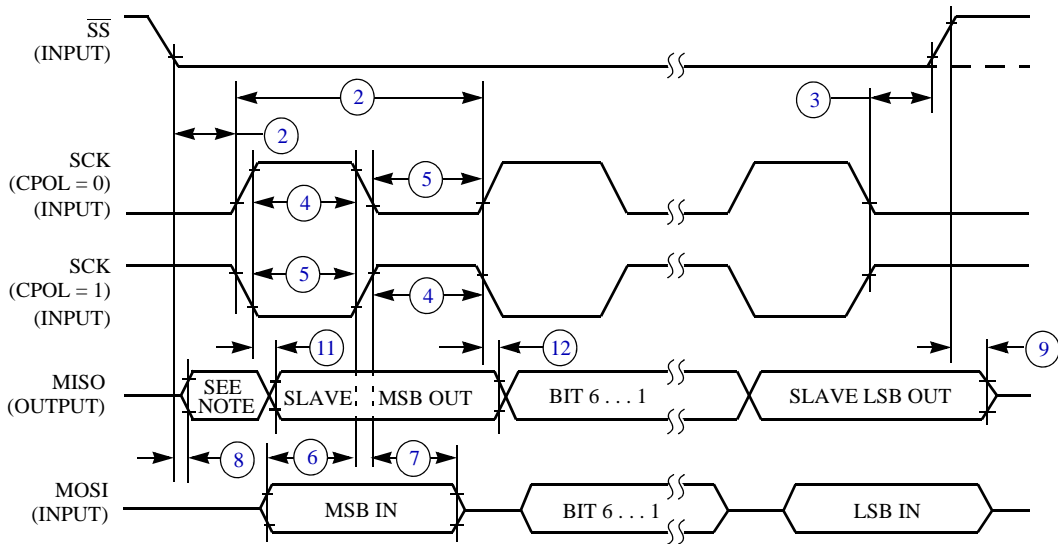 SS
(INPUT)
2
3
2
SCK
(CPOL = 0)
(INPUT)
5
4
SCK
(CPOL = 1)
(INPUT)
5
4
11
12
9
MISO
(OUTPUT)
SEE
NOTE
SLAVE
MSB OUT
BIT 6 . . . 1
SLAVE LSB OUT
8
6
7
MOSI
(INPUT)
MSB IN
BIT 6 . . . 1
LSB IN